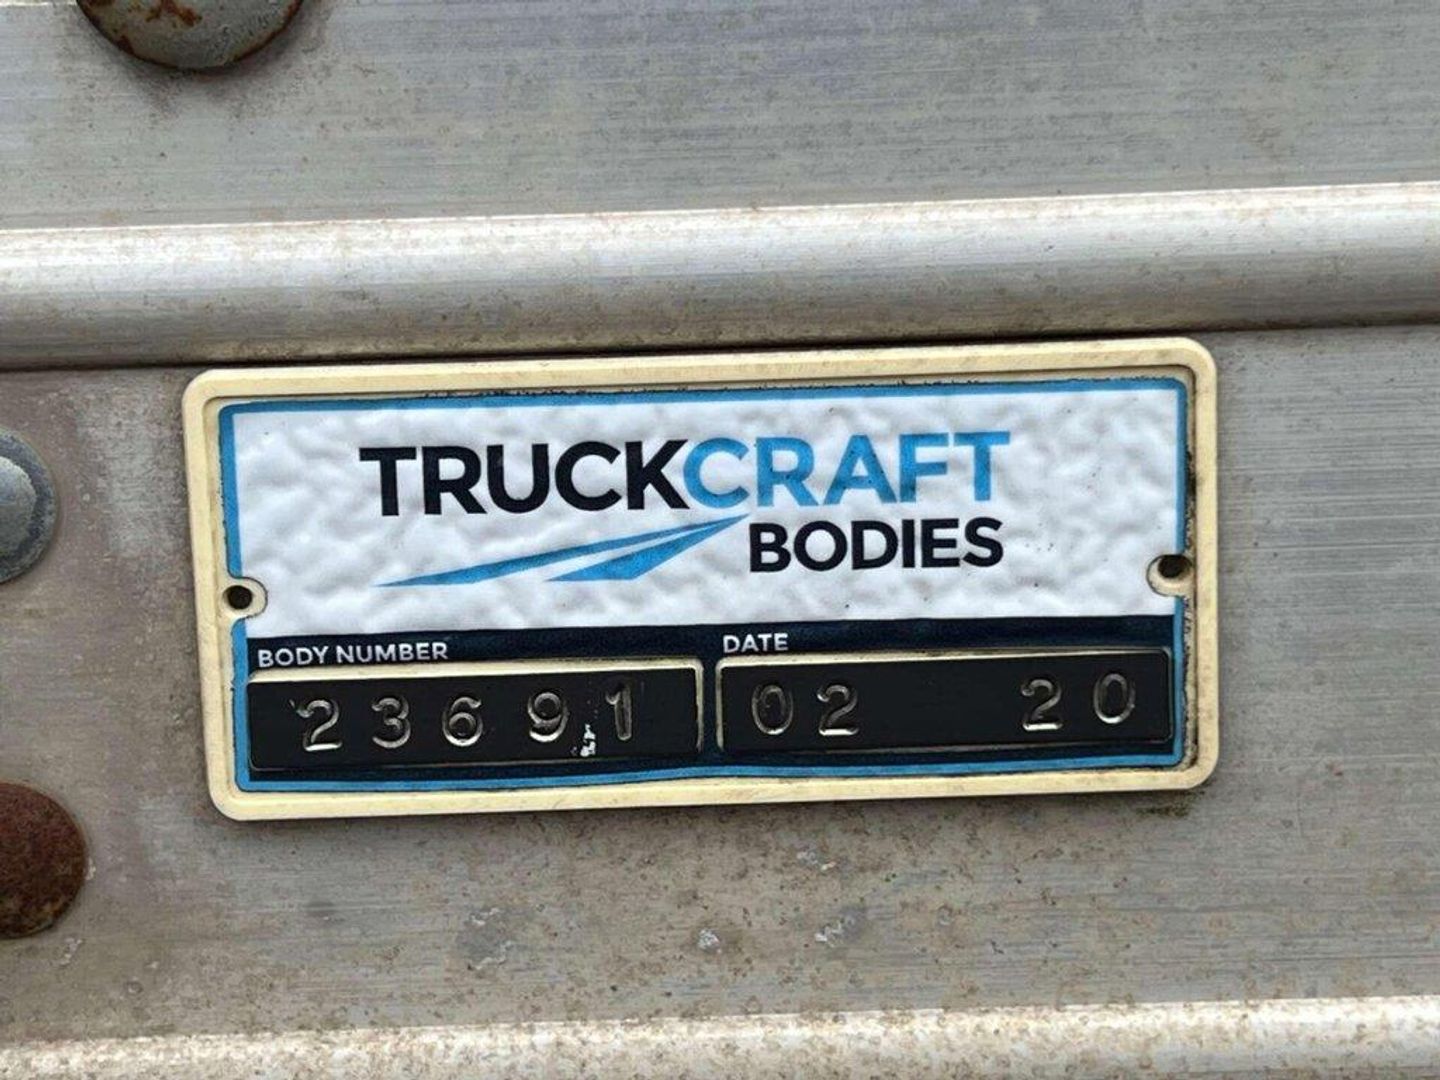 TRUCKCRAFT
BODIES
BODY NUMBER DATE
23691 02 20